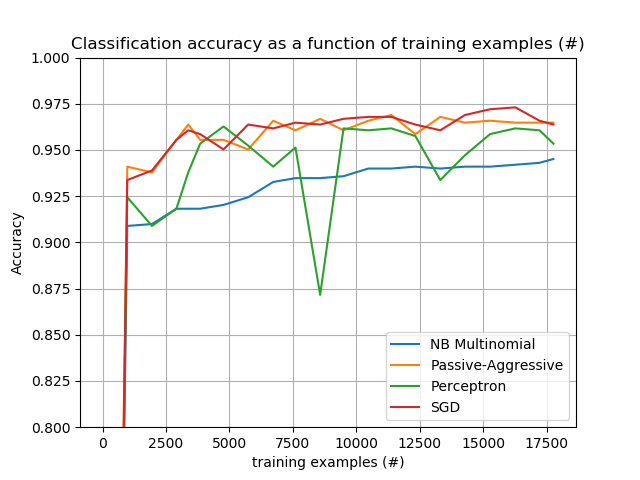 Classification accuracy as a function of training examples (#)
1.000
0.975
0.950
0.925
0.900
0.875
0.850
0.825
0.800
Accuracy
NB Multinomial
Passive-Aggressive
Perceptron
SGD
0 2500 5000 7500 10000 12500 15000 17500
training examples (#)